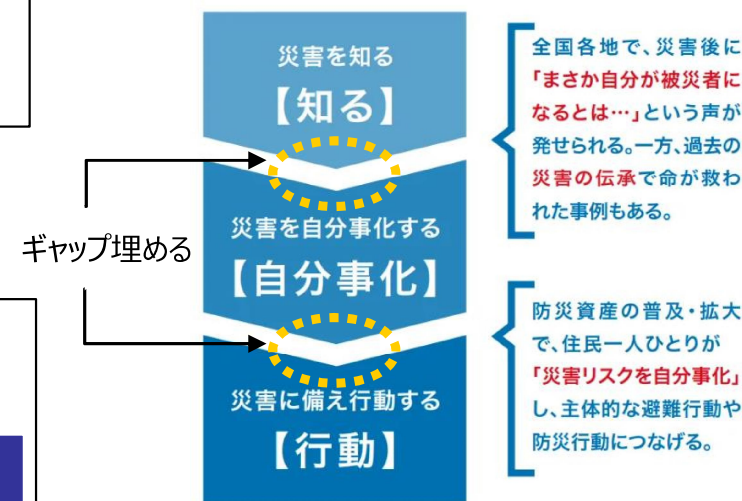 災害を知る
【知る】
ギャップ埋める
災害を自分事化する
【自分事化】
災害に備え行動する
【行動】
全国各地で、災害後に
「まさか自分が被災者に
なるとは…」という声が
発せられる。一方、過去の
災害の伝承で命が救わ
れた事例もある。
防災資産の普及・拡大
で、住民一人ひとりが
「災害リスクを自分事化」
し、主体的な避難行動や
防災行動につなげる。